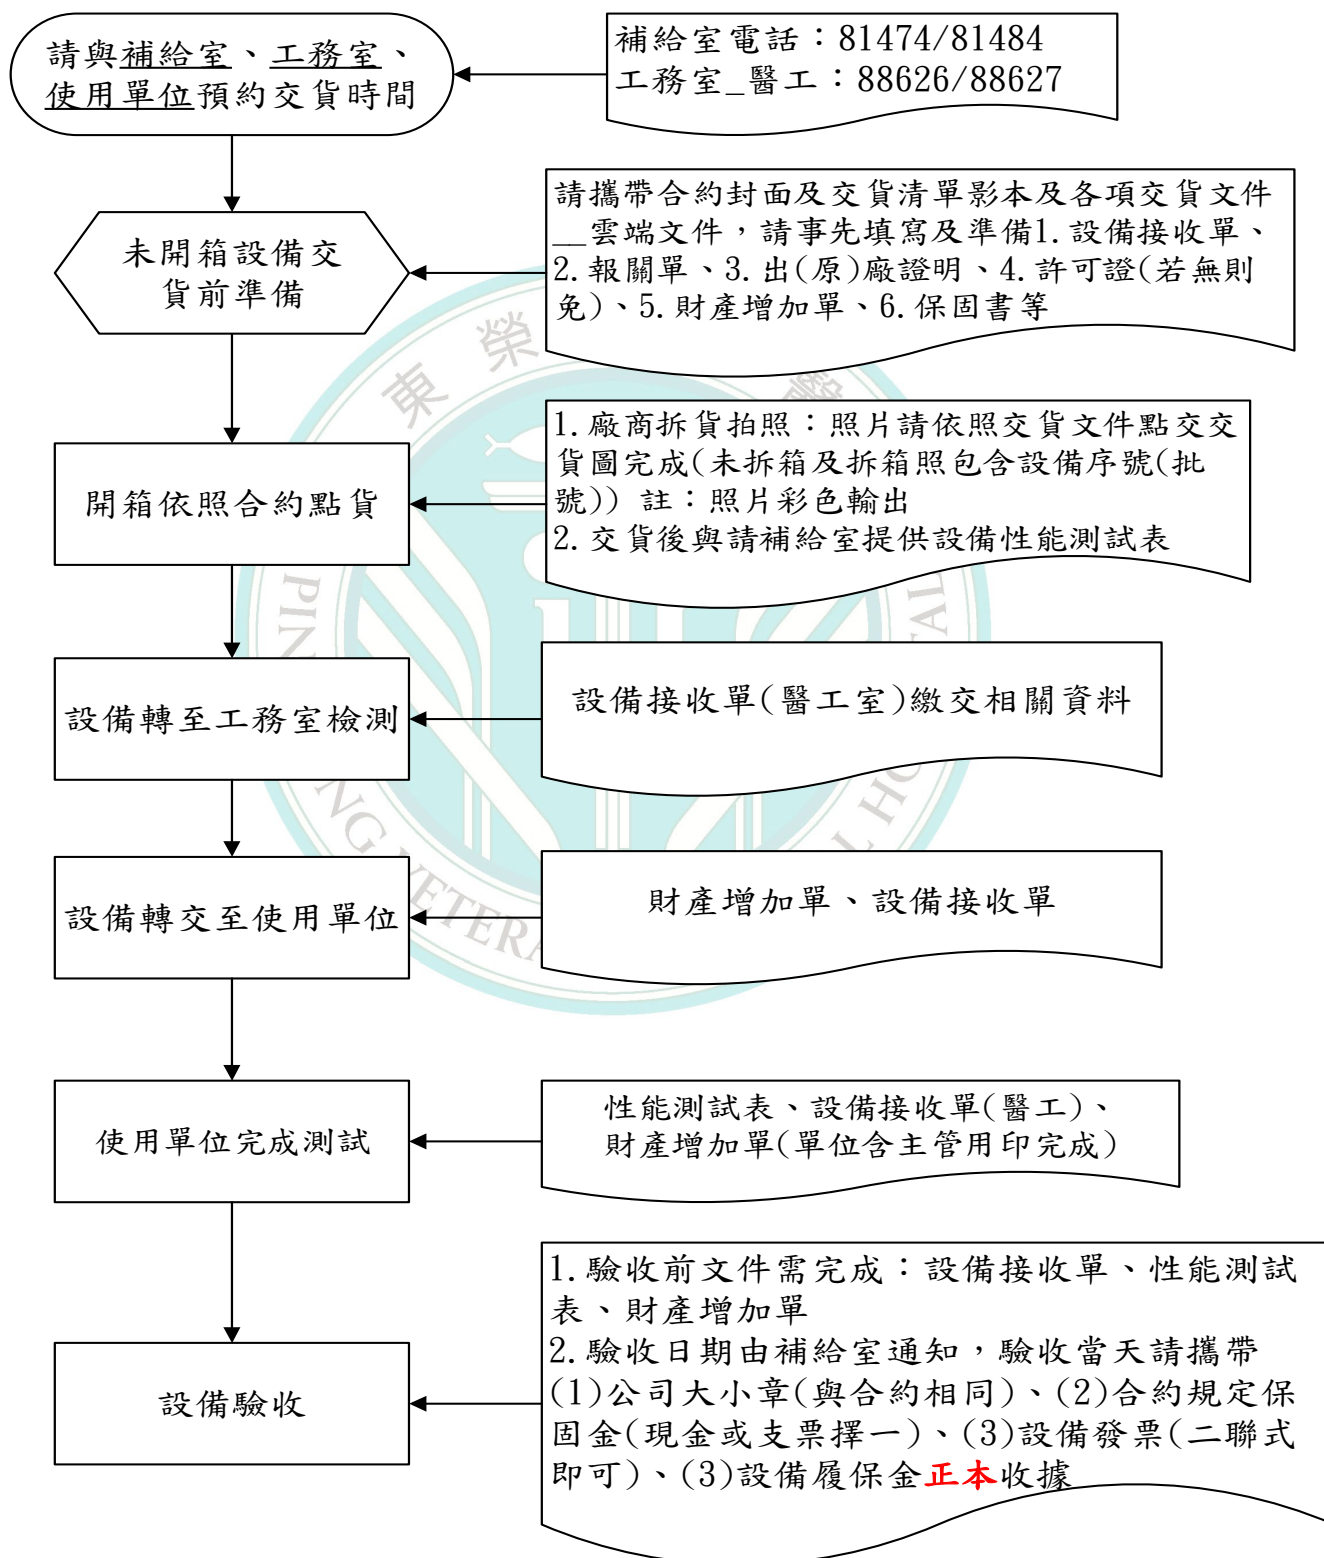 請與補給室、工務室、
使用單位預約交貨時間
補給室電話：81474/81484
工務室_醫工：88626/88627
未開箱設備交
貨前準備
請攜帶合約封面及交貨清單影本及各項交貨文件
__雲端文件，請事先填寫及準備1.設備接收單、
2.報關單、3.出(原)廠證明、4.許可證(若無則
免)、5.財產增加單、6.保固書等
開箱依照合約點貨
1.廠商拆貨拍照：照片請依照交貨文件點交交
貨圖完成(未拆箱及拆箱照包含設備序號(批
號)) 註：照片彩色輸出
2.交貨後與請補給室提供設備性能測試表
設備轉至工務室檢測
設備接收單(醫工室)繳交相關資料
設備轉交至使用單位
財產增加單、設備接收單
使用單位完成測試
性能測試表、設備接收單(醫工)、
財產增加單(單位含主管用印完成)
設備驗收
1.驗收前文件需完成：設備接收單、性能測試
表、財產增加單
2.驗收日期由補給室通知，驗收當天請攜帶
(1)公司大小章(與合約相同)、(2)合約規定保
固金(現金或支票擇一)、(3)設備發票(二聯式
即可)、(3)設備履保金正本收據
東榮